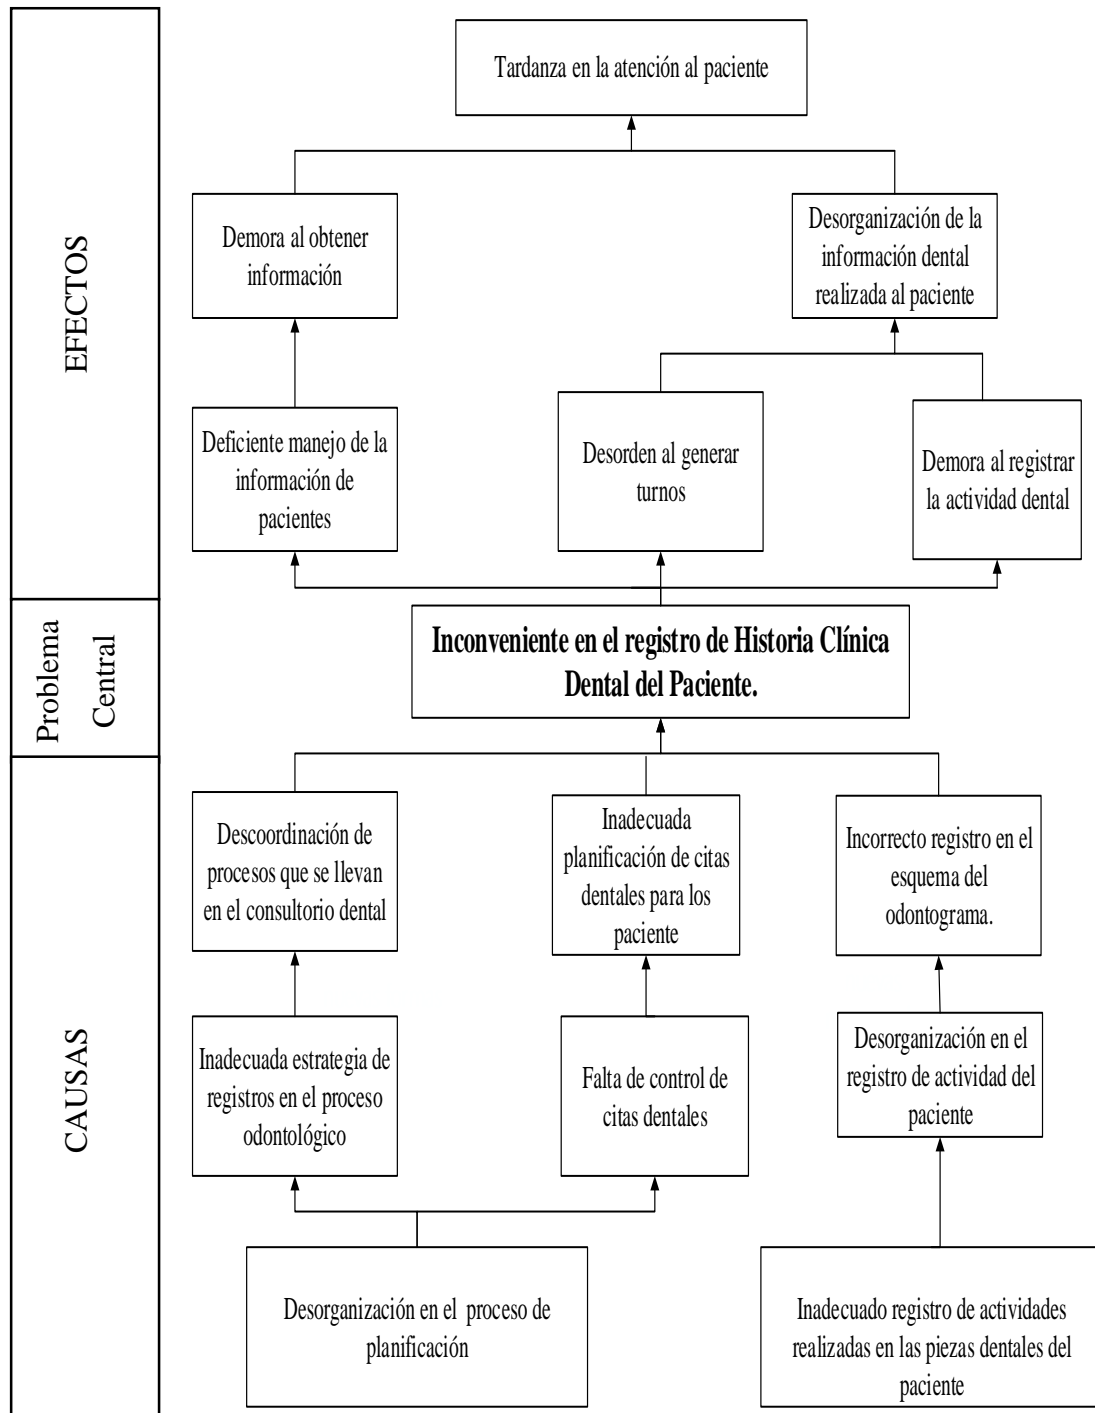 EFECTOS
Tardanza en la atención al paciente
Demora al obtener
información
Desorganización de la
información dental
realizada al paciente
Deficiente manejo de la
información de
pacientes
Desorden al generar
turnos
Demora al registrar
la actividad dental
Problema
Central
Inconveniente en el registro de Historia Clínica
Dental del Paciente.
CAUSAS
Descoordinación de
procesos que se llevan
en el consultorio dental
Inadecuada
planificación de citas
dentales para los
paciente
Incorrecto registro en el
esquema del
odontograma.
Inadecuada estrategia de
registros en el proceso
odontológico
Falta de control de
citas dentales
Desorganización en el
registro de actividad del
paciente
Desorganización en el proceso de
planificación
Inadecuado registro de actividades
realizadas en las piezas dentales del
paciente